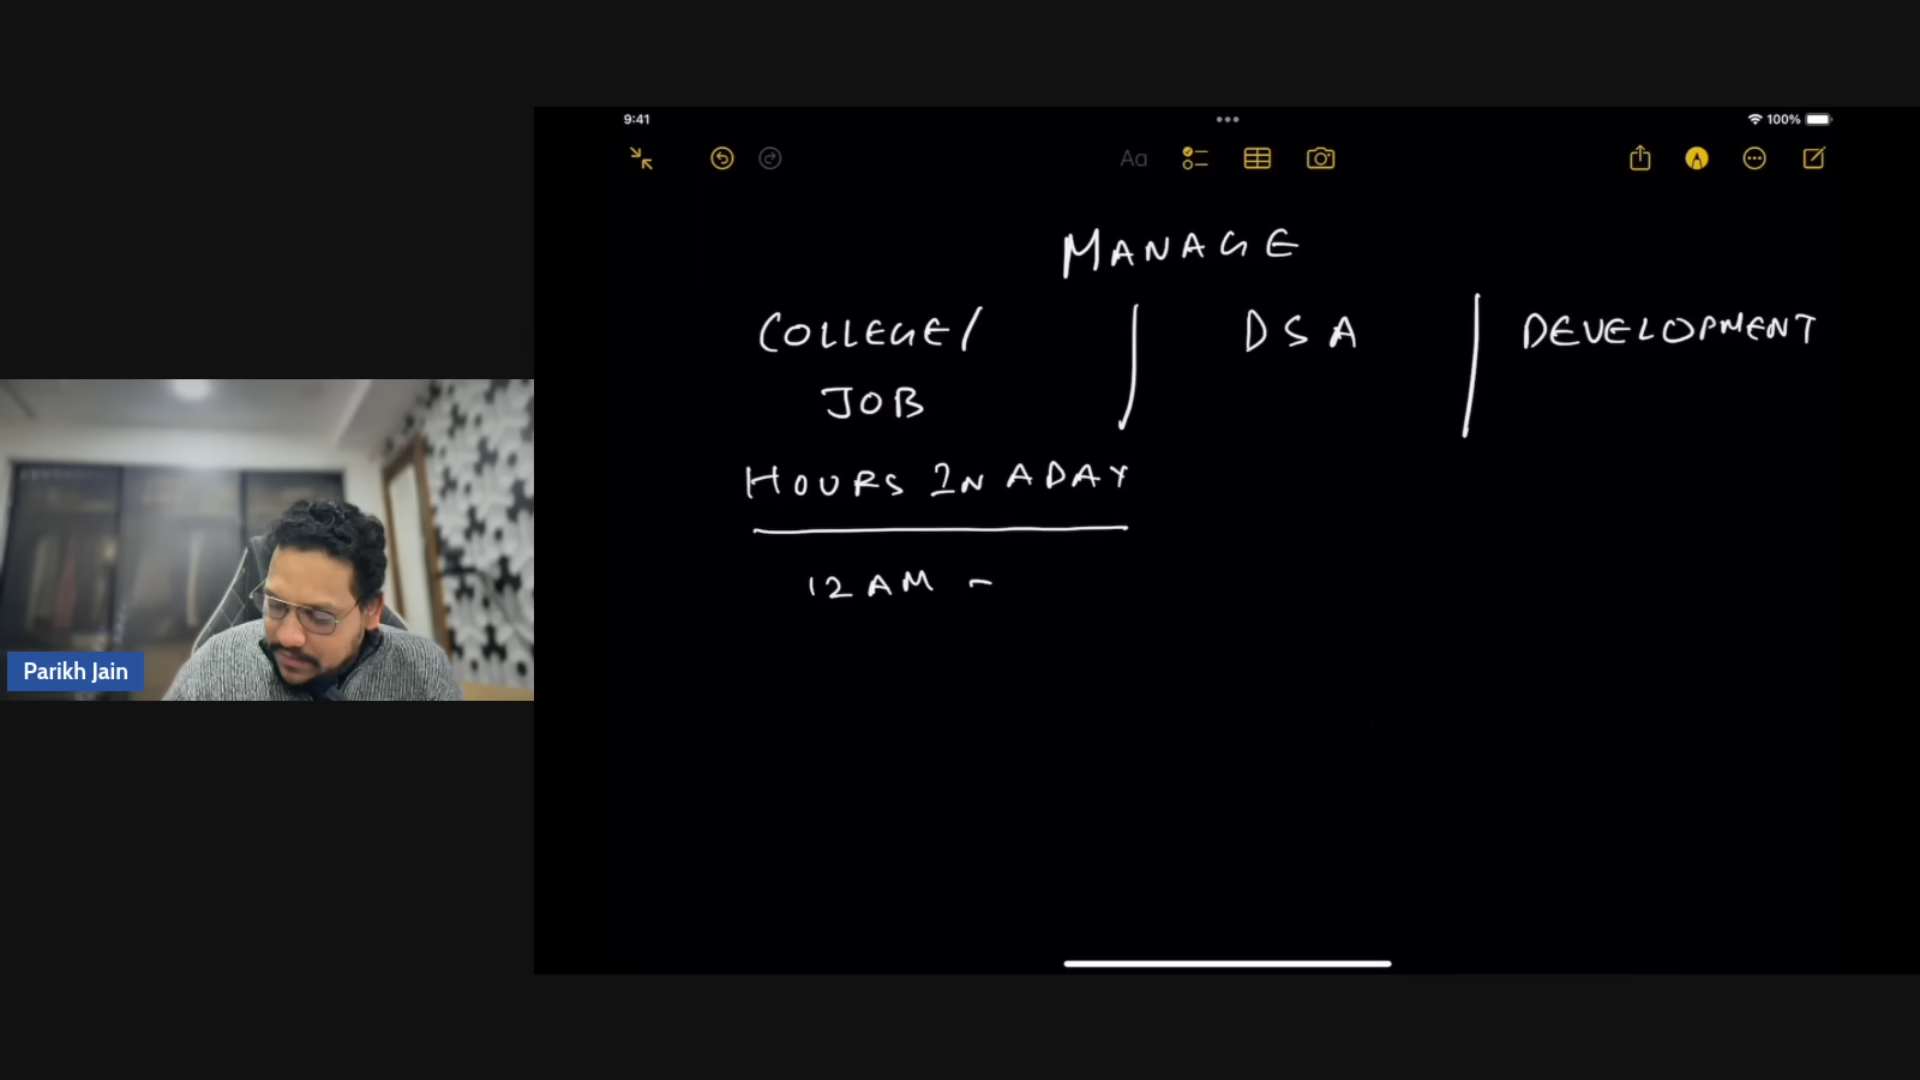 9:41
100%
Aa
MANAGE
COLLEGE/ | DSA | DEVELOPMENT
JOB
HOURS IN A DAY
12 AM -
Parikh Jain